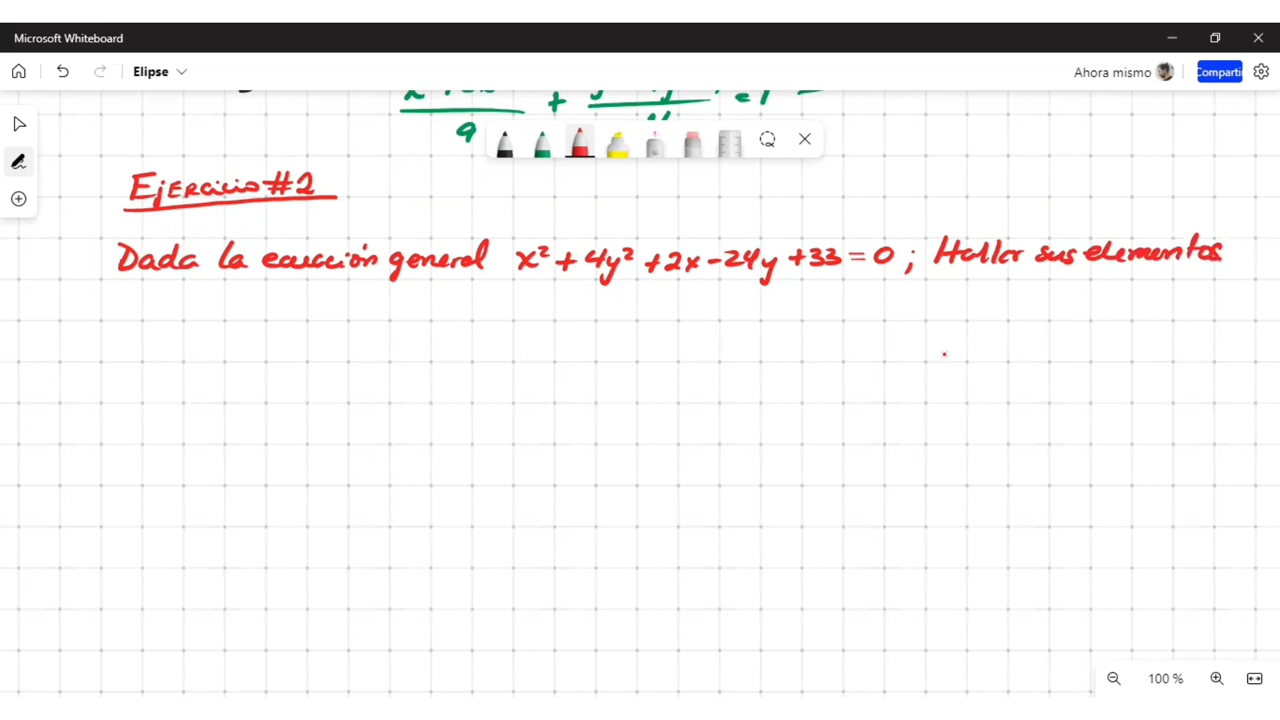 Microsoft Whiteboard
Elipse
Ahora mismo
Comparti
9
Ejercicio #2
Dada la ecuación general x² + 4y² + 2x - 24y + 33 = 0 ; Hallar sus elementos
100 %